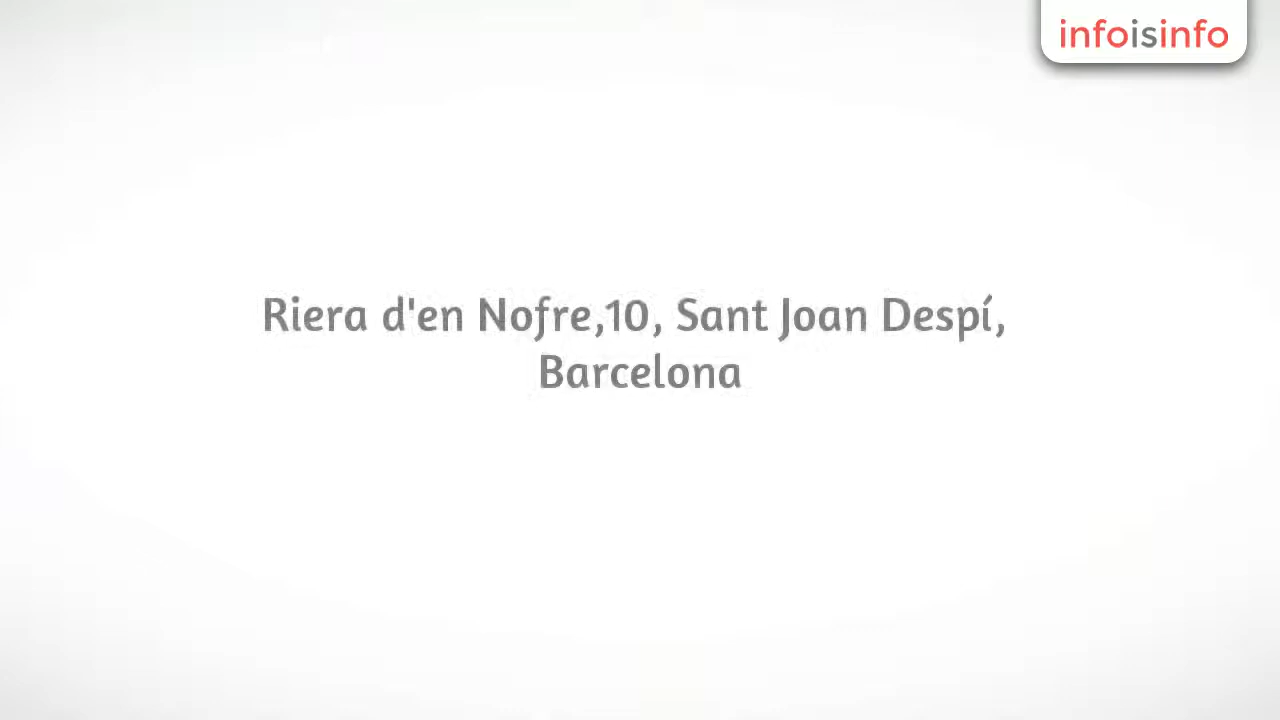 infoisinfo
Riera d'en Nofre,10, Sant Joan Despí,
Barcelona